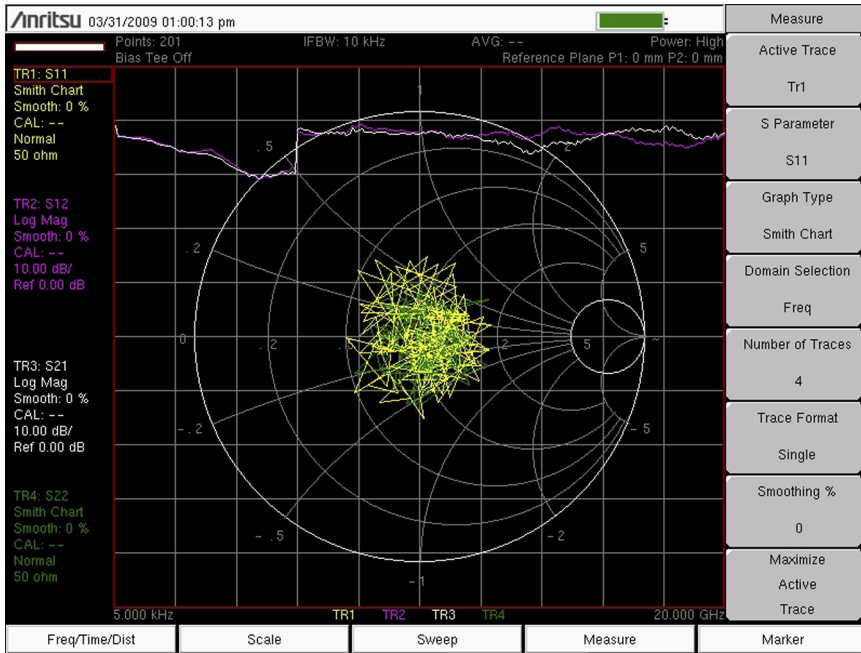 /Inritsu 03/31/2009 01:00:13 pm
Points: 201 IFBW: 10 kHz AVG: -- Power: High
Bias Tee Off Reference Plane P1: 0 mm P2: 0 mm
TR1: S11
Smith Chart
Smooth: 0 %
CAL: --
Normal
50 ohm
TR2: S12
Log Mag
Smooth: 0 %
CAL: --
10.00 dB/
Ref 0.00 dB
TR3: S21
Log Mag
Smooth: 0 %
CAL: --
10.00 dB/
Ref 0.00 dB
TR4: S22
Smith Chart
Smooth: 0 %
CAL: --
Normal
50 ohm
1
.5 2
.2 5
0 .2 .5 2 5 ~
-.2 -5
-.5 -2
-1
5.000 kHz TR1 TR2 TR3 TR4 20.000 GHz
Measure
Active Trace
Tr1
S Parameter
S11
Graph Type
Smith Chart
Domain Selection
Freq
Number of Traces
4
Trace Format
Single
Smoothing %
0
Maximize
Active
Trace
Freq/Time/Dist Scale Sweep Measure Marker